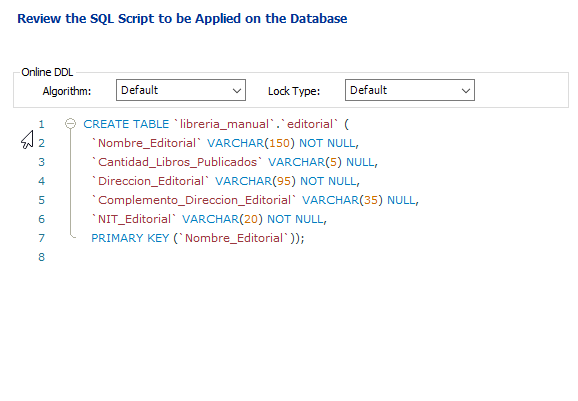 Review the SQL Script to be Applied on the Database
Online DDL
Algorithm: Default Lock Type: Default
1 CREATE TABLE `libreria_manual`.`editorial` (
2 `Nombre_Editorial` VARCHAR(150) NOT NULL,
3 `Cantidad_Libros_Publicados` VARCHAR(5) NULL,
4 `Direccion_Editorial` VARCHAR(95) NOT NULL,
5 `Complemento_Direccion_Editorial` VARCHAR(35) NULL,
6 `NIT_Editorial` VARCHAR(20) NOT NULL,
7 PRIMARY KEY (`Nombre_Editorial`));
8